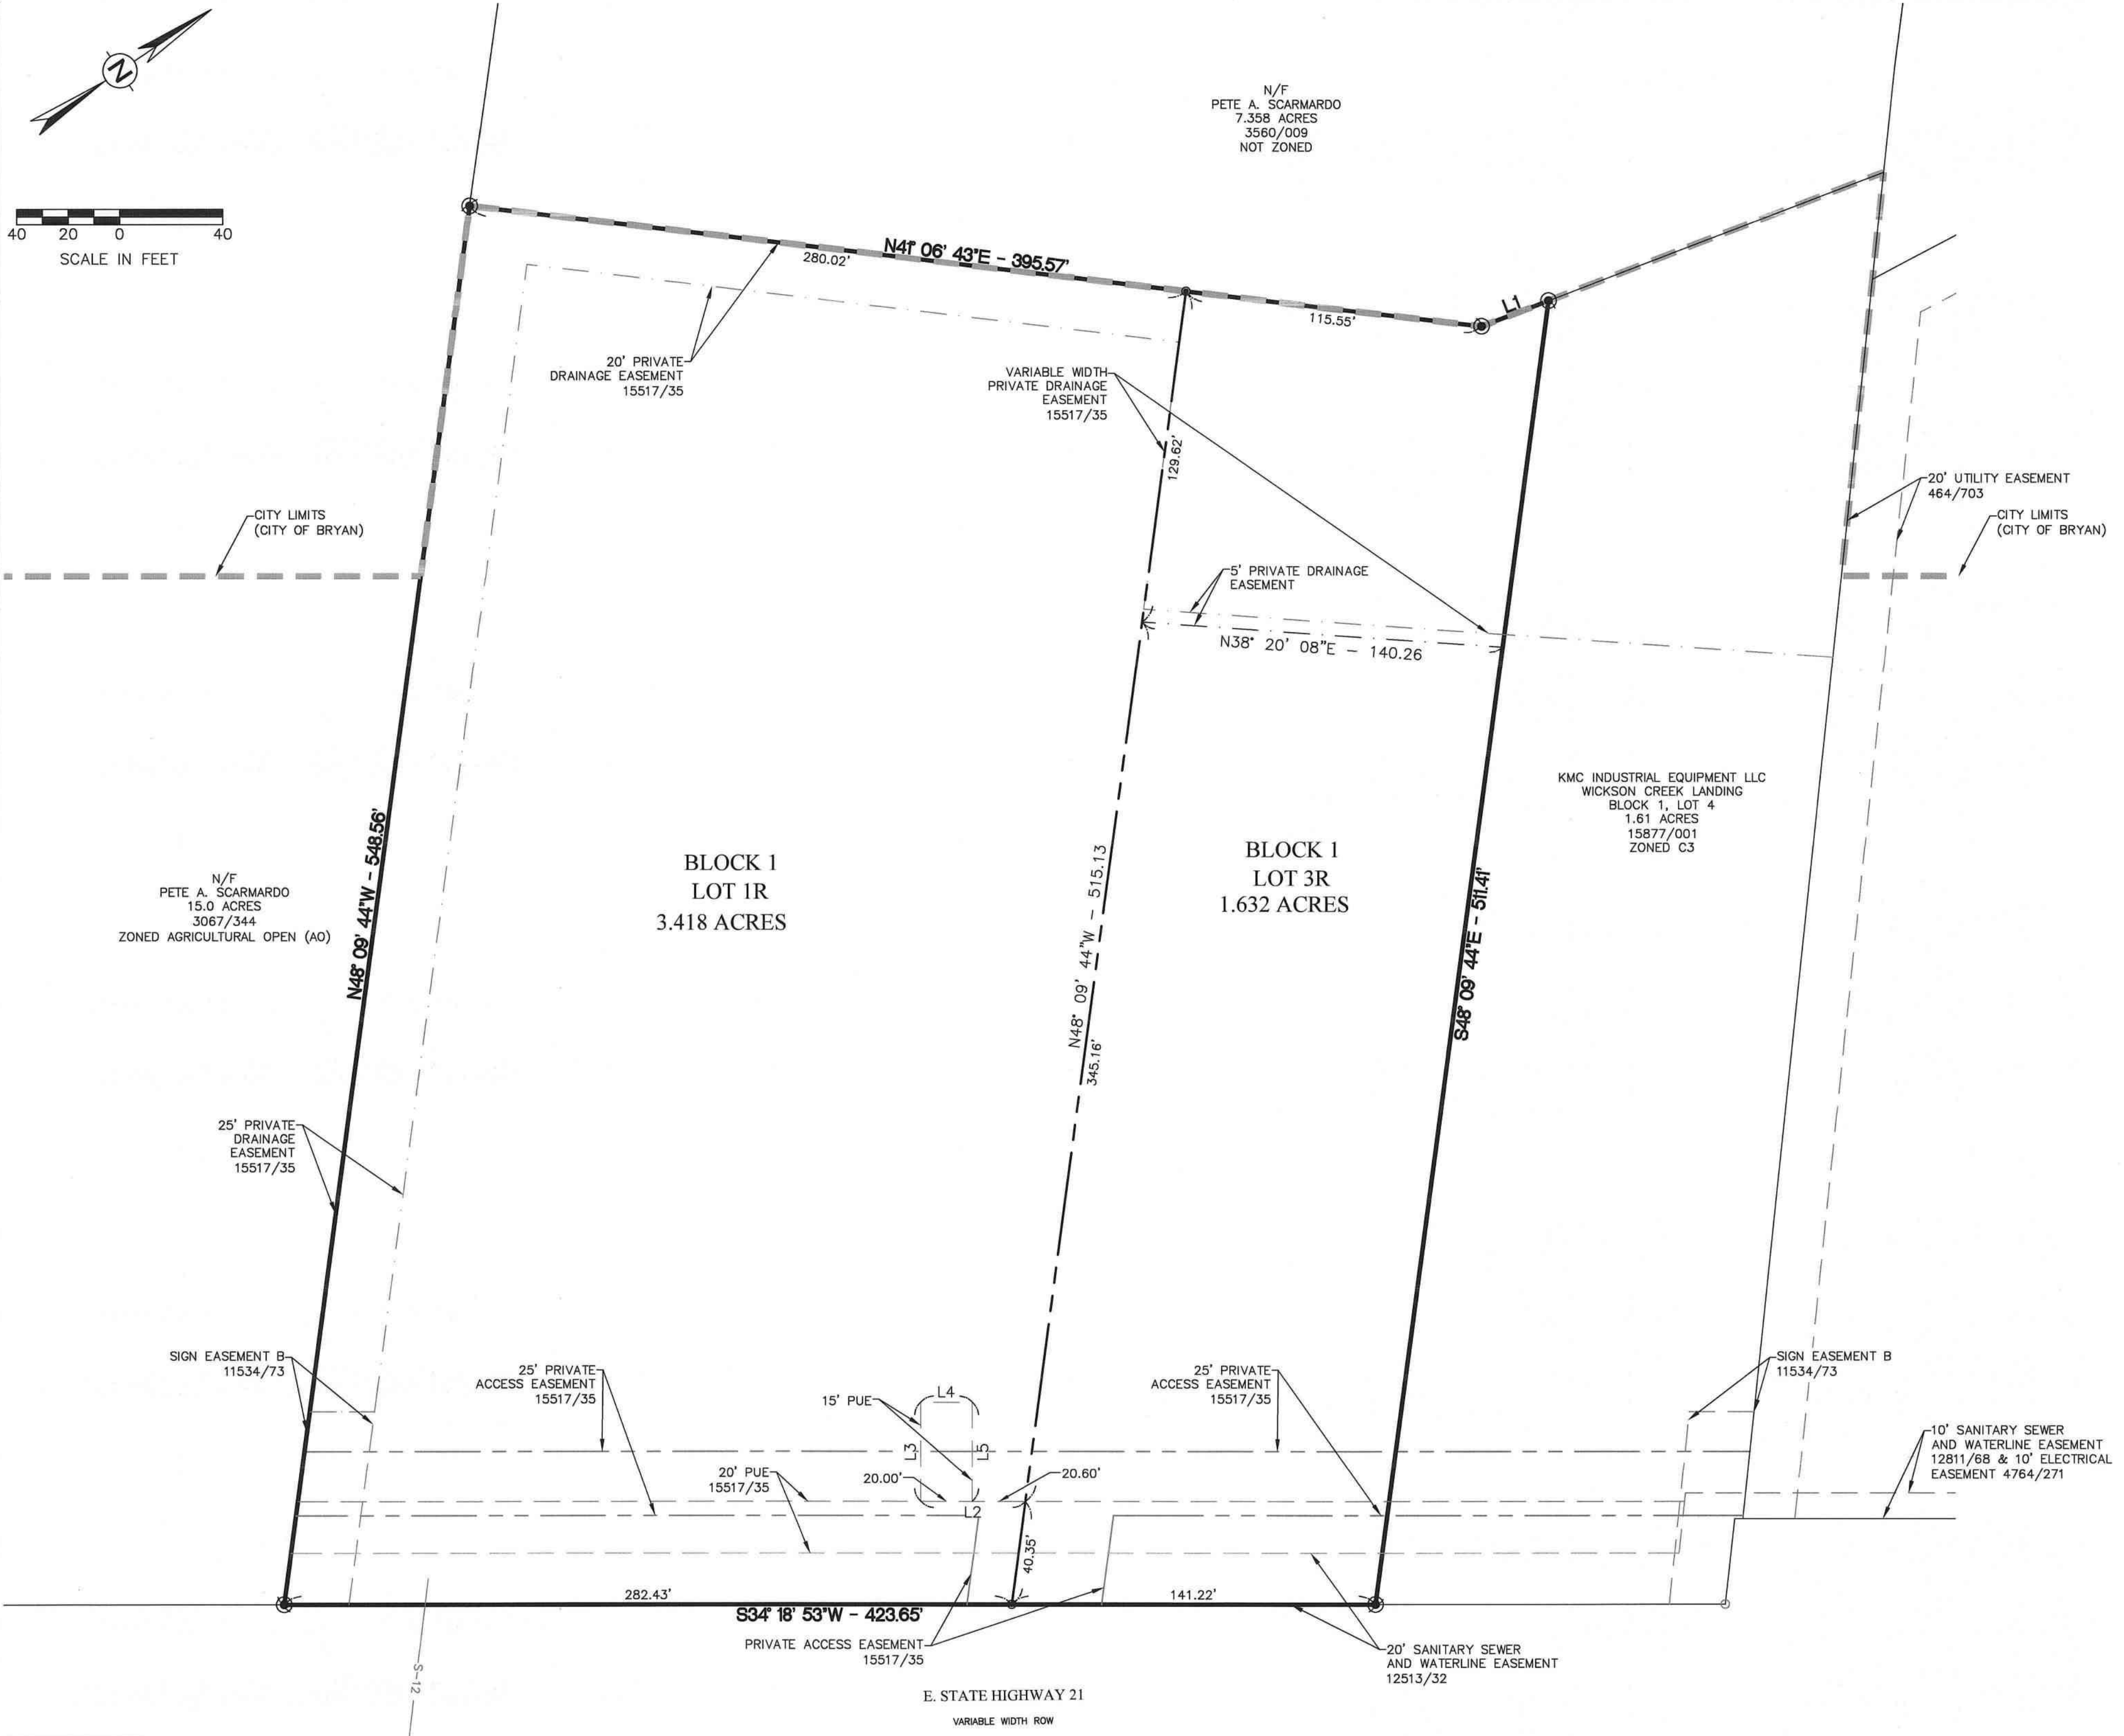 N
40 20 0 40
SCALE IN FEET
N/F
PETE A. SCARMARDO
7.358 ACRES
3560/009
NOT ZONED
N41° 06' 43"E - 395.57'
280.02'
115.55'
L1
20' PRIVATE
DRAINAGE EASEMENT
15517/35
VARIABLE WIDTH
PRIVATE DRAINAGE
EASEMENT
15517/35
129.62'
20' UTILITY EASEMENT
464/703
CITY LIMITS
(CITY OF BRYAN)
CITY LIMITS
(CITY OF BRYAN)
5' PRIVATE DRAINAGE
EASEMENT
N38° 20' 08"E - 140.26
KMC INDUSTRIAL EQUIPMENT LLC
WICKSON CREEK LANDING
BLOCK 1, LOT 4
1.61 ACRES
15877/001
ZONED C3
N48° 09' 44"W - 548.56'
BLOCK 1
LOT 1R
3.418 ACRES
N48° 09' 44"W - 515.13
345.16'
BLOCK 1
LOT 3R
1.632 ACRES
S48° 09' 44"E - 511.41'
N/F
PETE A. SCARMARDO
15.0 ACRES
3067/344
ZONED AGRICULTURAL OPEN (AO)
25' PRIVATE
DRAINAGE
EASEMENT
15517/35
SIGN EASEMENT B
11534/73
25' PRIVATE
ACCESS EASEMENT
15517/35
15' PUE
L4
L3
L5
25' PRIVATE
ACCESS EASEMENT
15517/35
SIGN EASEMENT B
11534/73
10' SANITARY SEWER
AND WATERLINE EASEMENT
12811/68 & 10' ELECTRICAL
EASEMENT 4764/271
20' PUE
15517/35
20.00'
20.60'
L2
40.35'
282.43'
141.22'
S34° 18' 53"W - 423.65'
PRIVATE ACCESS EASEMENT
15517/35
20' SANITARY SEWER
AND WATERLINE EASEMENT
12513/32
S-12
E. STATE HIGHWAY 21
VARIABLE WIDTH ROW